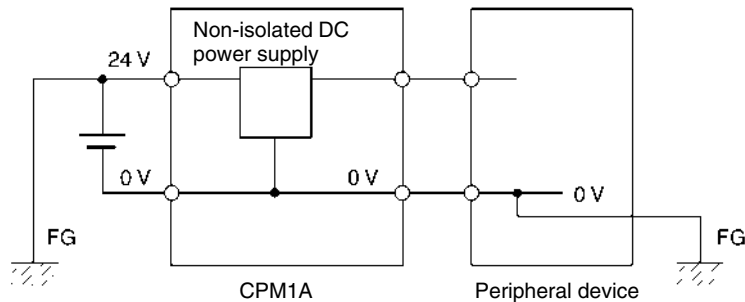 Non-isolated DC
power supply
24 V
0 V
0 V
0 V
FG
FG
CPM1A
Peripheral device